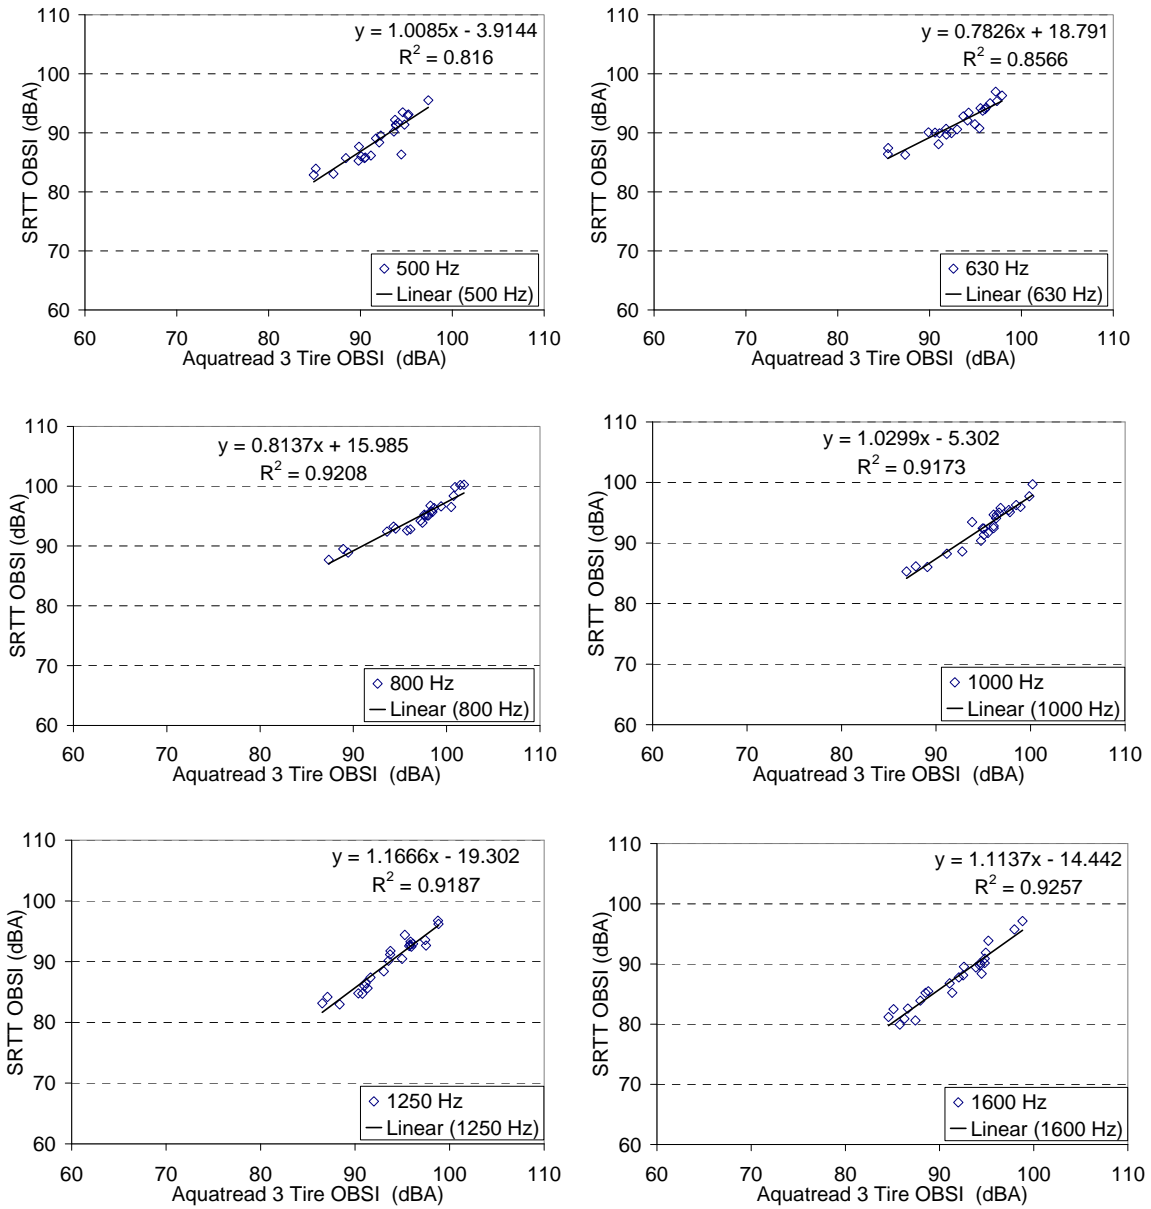 y = 1.0085x - 3.9144
R2 = 0.816
110
100
90
80
70
60
SRTT OBSI (dBA)
500 Hz
Linear (500 Hz)
60 70 80 90 100 110
Aquatread 3 Tire OBSI (dBA)
y = 0.7826x + 18.791
R2 = 0.8566
110
100
90
80
70
60
SRTT OBSI (dBA)
630 Hz
Linear (630 Hz)
60 70 80 90 100 110
Aquatread 3 Tire OBSI (dBA)
y = 0.8137x + 15.985
R2 = 0.9208
110
100
90
80
70
60
SRTT OBSI (dBA)
800 Hz
Linear (800 Hz)
60 70 80 90 100 110
Aquatread 3 Tire OBSI (dBA)
y = 1.0299x - 5.302
R2 = 0.9173
110
100
90
80
70
60
SRTT OBSI (dBA)
1000 Hz
Linear (1000 Hz)
60 70 80 90 100 110
Aquatread 3 Tire OBSI (dBA)
y = 1.1666x - 19.302
R2 = 0.9187
110
100
90
80
70
60
SRTT OBSI (dBA)
1250 Hz
Linear (1250 Hz)
60 70 80 90 100 110
Aquatread 3 Tire OBSI (dBA)
y = 1.1137x - 14.442
R2 = 0.9257
110
100
90
80
70
60
SRTT OBSI (dBA)
1600 Hz
Linear (1600 Hz)
60 70 80 90 100 110
Aquatread 3 Tire OBSI (dBA)